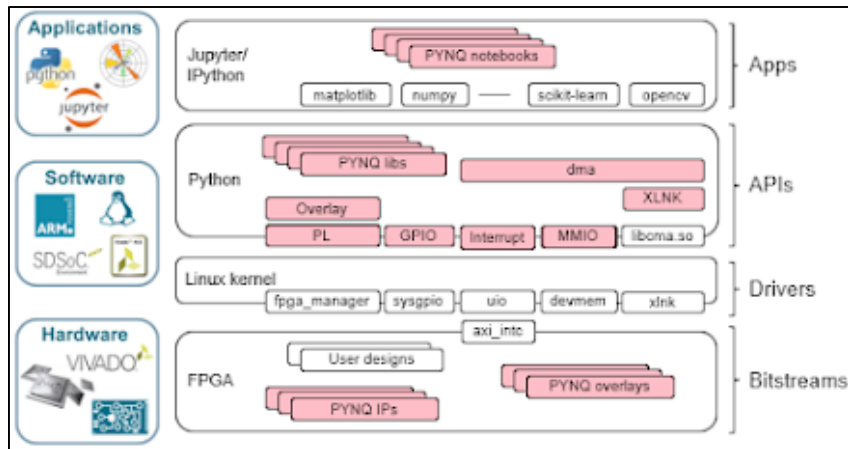 Applications
python
jupyter
Jupyter/
IPython
PYNQ notebooks
matplotlib
numpy
scikit-learn
opencv
Apps
Software
ARM
SDSoC
Python
PYNQ libs
dma
XLNK
Overlay
PL
GPIO
Interrupt
MMIO
libcma.so
APIs
Linux kernel
fpga_manager
sysgpio
uio
devmem
xlnk
Drivers
Hardware
VIVADO
axi_intc
User designs
FPGA
PYNQ overlays
PYNQ IPs
Bitstreams